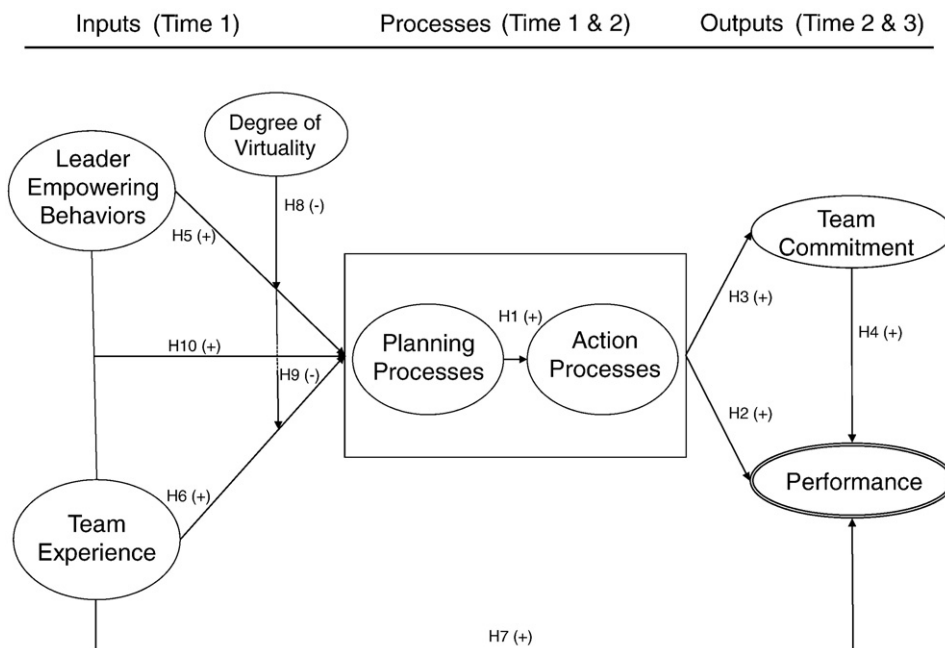 Inputs (Time 1)
Processes (Time 1 & 2)
Outputs (Time 2 & 3)
Degree of
Virtuality
Leader
Empowering
Behaviors
H8 (-)
H5 (+)
Team
Commitment
H3 (+)
H1 (+)
H4 (+)
Planning
Processes
Action
Processes
H10 (+)
H9 (-)
H2 (+)
H6 (+)
Performance
Team
Experience
H7 (+)